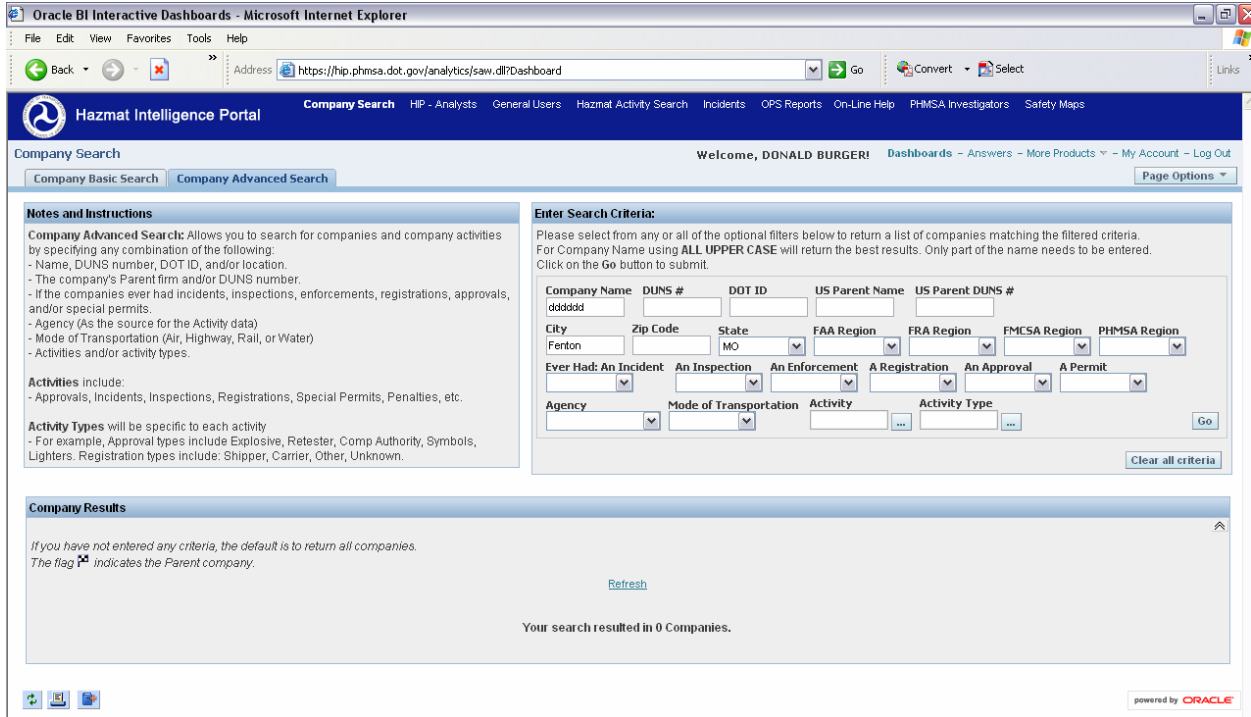 Oracle BI Interactive Dashboards - Microsoft Internet Explorer
File Edit View Favorites Tools Help
Back Address https://hip.phmsa.dot.gov/analytics/saw.dll?Dashboard Go Convert Select Links
Hazmat Intelligence Portal
Company Search HIP - Analysts General Users Hazmat Activity Search Incidents OPS Reports On-Line Help PHMSA Investigators Safety Maps
Company Search
Welcome, DONALD BURGER! Dashboards - Answers - More Products - My Account - Log Out
Company Basic Search Company Advanced Search
Page Options
Notes and Instructions
Company Advanced Search: Allows you to search for companies and company activities
by specifying any combination of the following:
- Name, DUNS number, DOT ID, and/or location.
- The company's Parent firm and/or DUNS number.
- If the companies ever had incidents, inspections, enforcements, registrations, approvals,
and/or special permits.
- Agency (As the source for the Activity data)
- Mode of Transportation (Air, Highway, Rail, or Water)
- Activities and/or activity types.
Activities include:
- Approvals, Incidents, Inspections, Registrations, Special Permits, Penalties, etc.
Activity Types will be specific to each activity
- For example, Approval types include Explosive, Retester, Comp Authority, Symbols,
Lighters. Registration types include: Shipper, Carrier, Other, Unknown.
Enter Search Criteria:
Please select from any or all of the optional filters below to return a list of companies matching the filtered criteria.
For Company Name using ALL UPPER CASE will return the best results. Only part of the name needs to be entered.
Click on the Go button to submit.
Company Name DUNS # DOT ID US Parent Name US Parent DUNS #
dddddd
City Zip Code State FAA Region FRA Region FMCSA Region PHMSA Region
Fenton MO
Ever Had: An Incident An Inspection An Enforcement A Registration An Approval A Permit
Agency Mode of Transportation Activity Activity Type
... ... Go
Clear all criteria
Company Results
If you have not entered any criteria, the default is to return all companies.
The flag indicates the Parent company.
Refresh
Your search resulted in 0 Companies.
powered by ORACLE